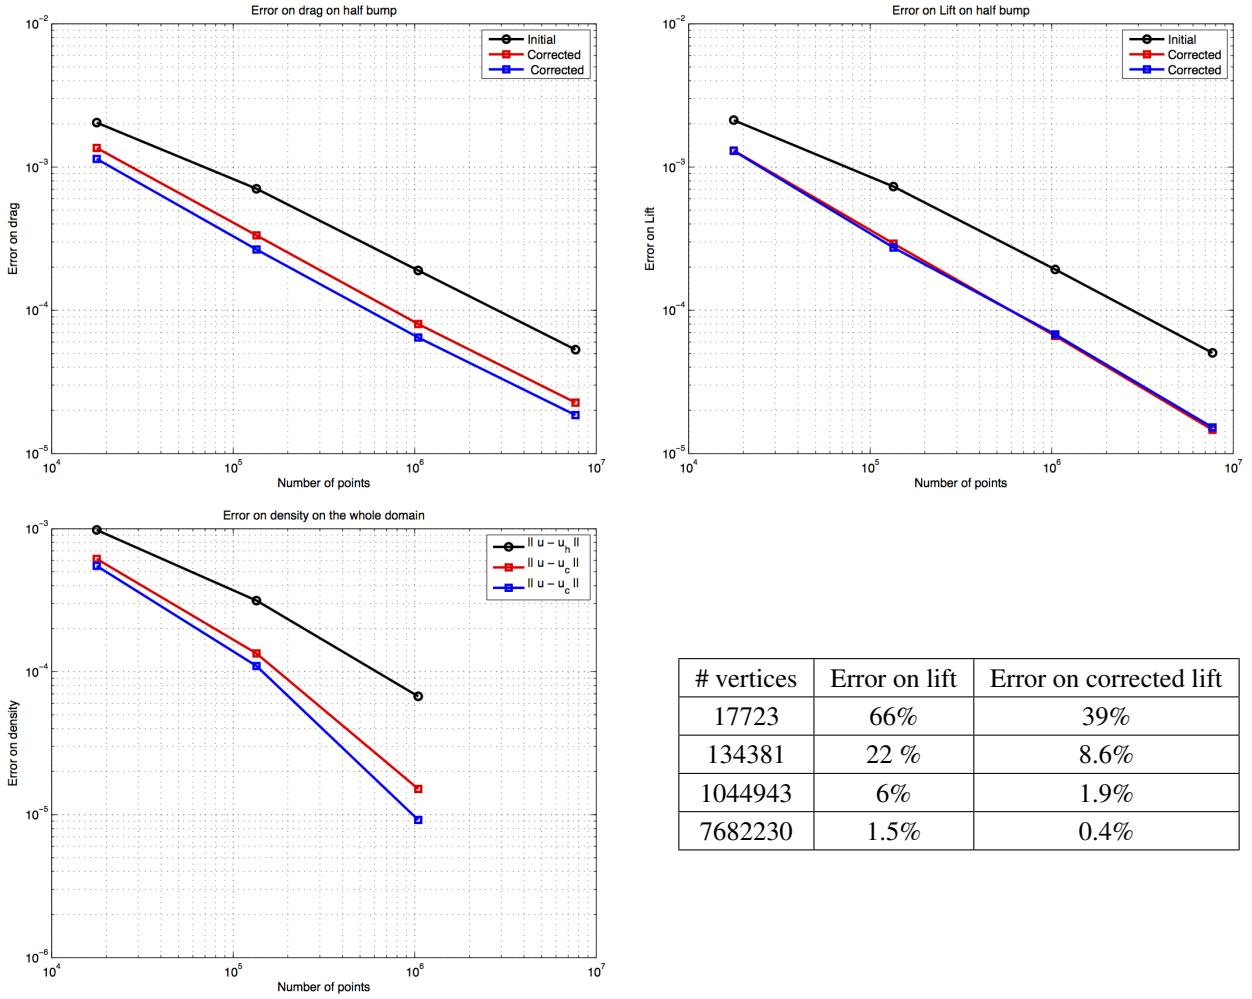 Error on drag on half bump
10^-2
10^-3
10^-4
10^-5
Error on drag
Initial
Corrected
Corrected
10^4 10^5 10^6 10^7
Number of points
Error on Lift on half bump
10^-2
10^-3
10^-4
10^-5
Error on Lift
Initial
Corrected
Corrected
10^4 10^5 10^6 10^7
Number of points
Error on density on the whole domain
10^-3
10^-4
10^-5
10^-6
Error on density
|| u − u_h ||
|| u − u_c ||
|| u − u_c ||
10^4 10^5 10^6 10^7
Number of points
# vertices Error on lift Error on corrected lift
17723 66% 39%
134381 22 % 8.6%
1044943 6% 1.9%
7682230 1.5% 0.4%